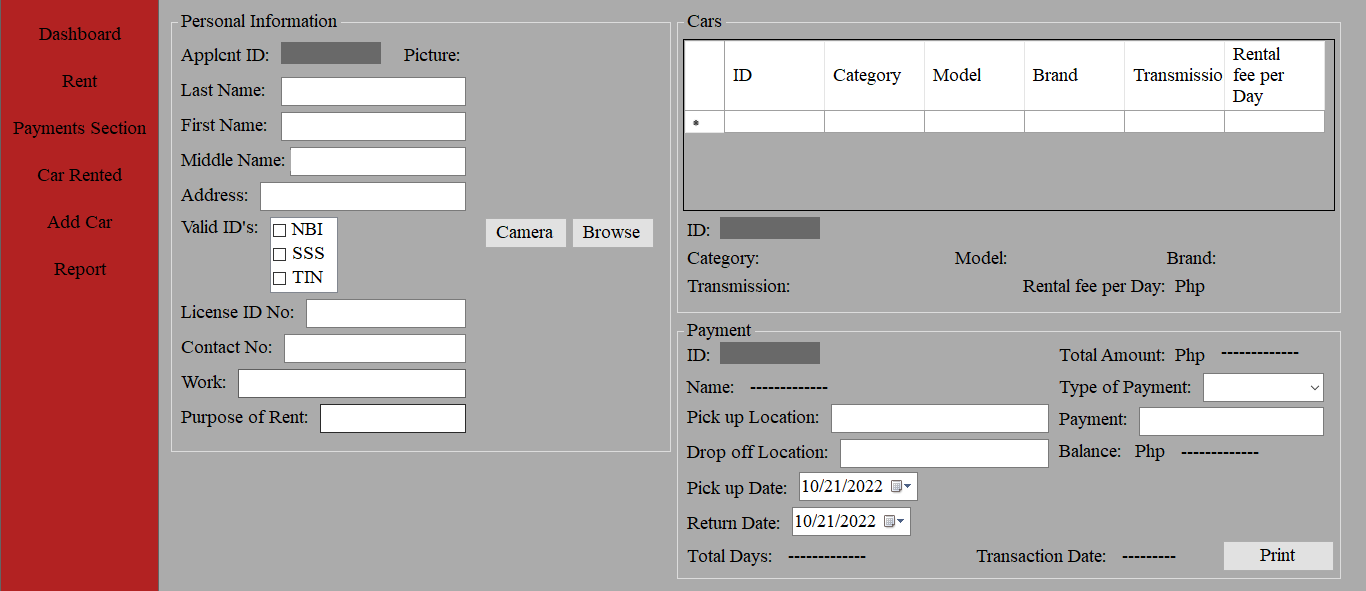 Dashboard
Rent
Payments Section
Car Rented
Add Car
Report
Personal Information
Applcnt ID:
Picture:
Last Name:
First Name:
Middle Name:
Address:
Valid ID's:
NBI
SSS
TIN
Camera
Browse
License ID No:
Contact No:
Work:
Purpose of Rent:
Cars
ID
Category
Model
Brand
Transmissio
Rental
fee per
Day
ID:
Category:
Model:
Brand:
Transmission:
Rental fee per Day: Php
Payment
ID:
Name: -------------
Pick up Location:
Drop off Location:
Pick up Date: 10/21/2022
Return Date: 10/21/2022
Total Days: -------------
Total Amount: Php -------------
Type of Payment:
Payment:
Balance: Php -------------
Transaction Date: ---------
Print